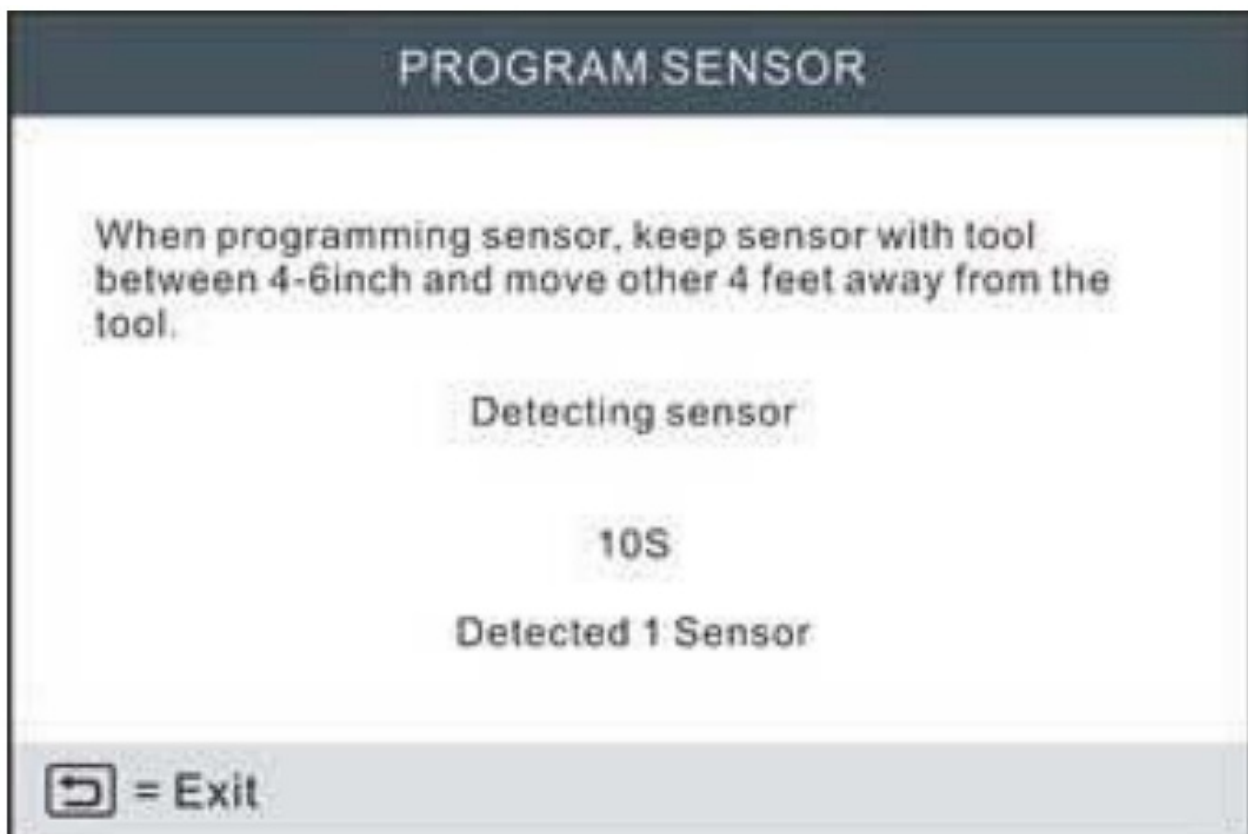 PROGRAM SENSOR
When programming sensor, keep sensor with tool
between 4-6inch and move other 4 feet away from the
tool.
Detecting sensor
10S
Detected 1 Sensor
= Exit